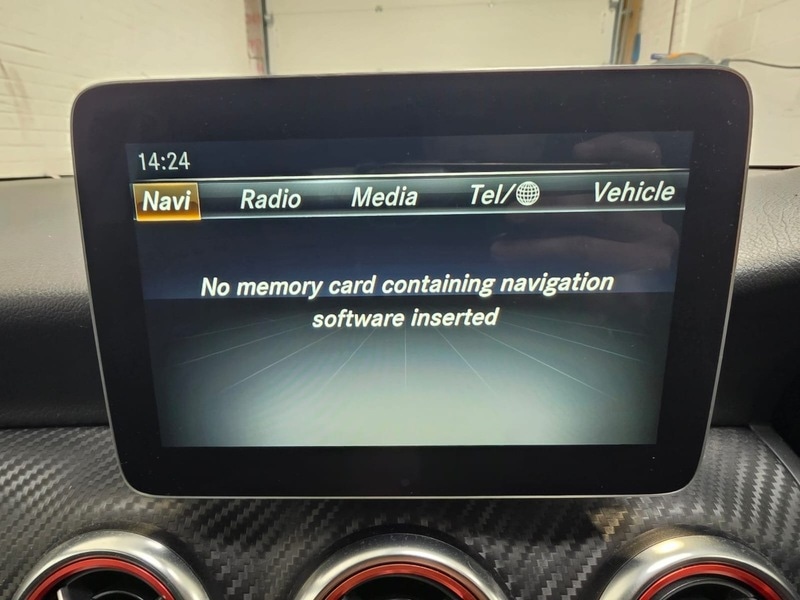 14:24
Navi Radio Media Tel/ Vehicle
No memory card containing navigation
software inserted